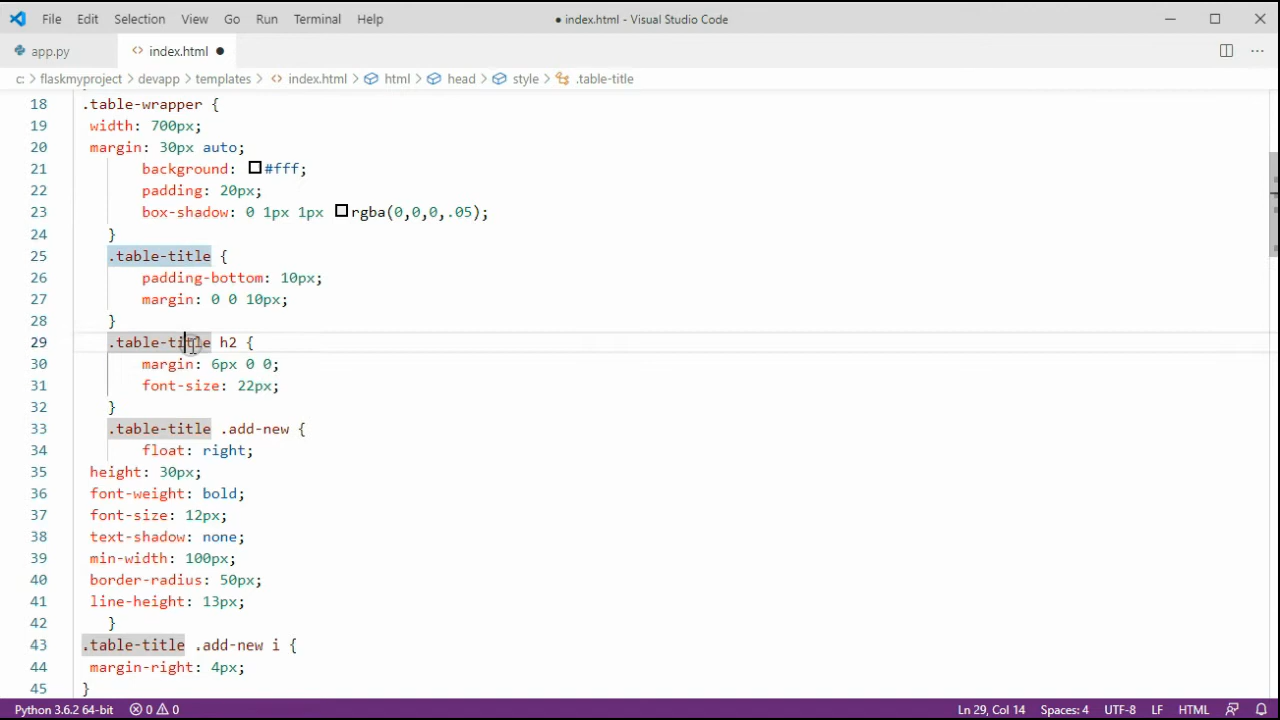 File Edit Selection View Go Run Terminal Help ● index.html - Visual Studio Code
app.py <> index.html ●
c: > flaskmyproject > devapp > templates > <> index.html > html > head > style > .table-title
18 .table-wrapper {
19 width: 700px;
20 margin: 30px auto;
21 background: #fff;
22 padding: 20px;
23 box-shadow: 0 1px 1px rgba(0,0,0,.05);
24 }
25 .table-title {
26 padding-bottom: 10px;
27 margin: 0 0 10px;
28 }
29 .table-title h2 {
30 margin: 6px 0 0;
31 font-size: 22px;
32 }
33 .table-title .add-new {
34 float: right;
35 height: 30px;
36 font-weight: bold;
37 font-size: 12px;
38 text-shadow: none;
39 min-width: 100px;
40 border-radius: 50px;
41 line-height: 13px;
42 }
43 .table-title .add-new i {
44 margin-right: 4px;
45 }
Python 3.6.2 64-bit 0 0 Ln 29, Col 14 Spaces: 4 UTF-8 LF HTML